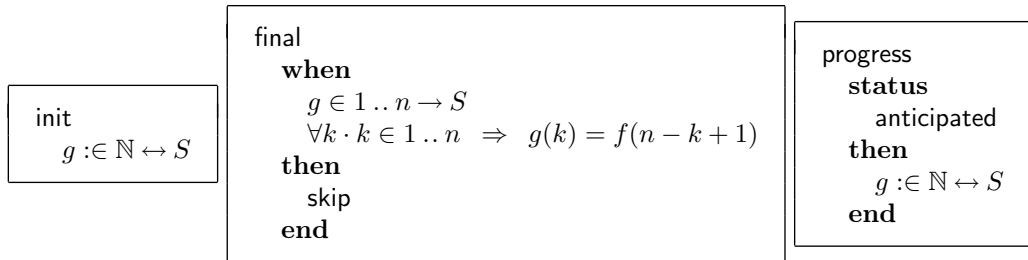 init
g :∈ ℕ ↔ S
final
when
g ∈ 1 .. n → S
∀k · k ∈ 1 .. n ⇒ g(k) = f(n − k + 1)
then
skip
end
progress
status
anticipated
then
g :∈ ℕ ↔ S
end